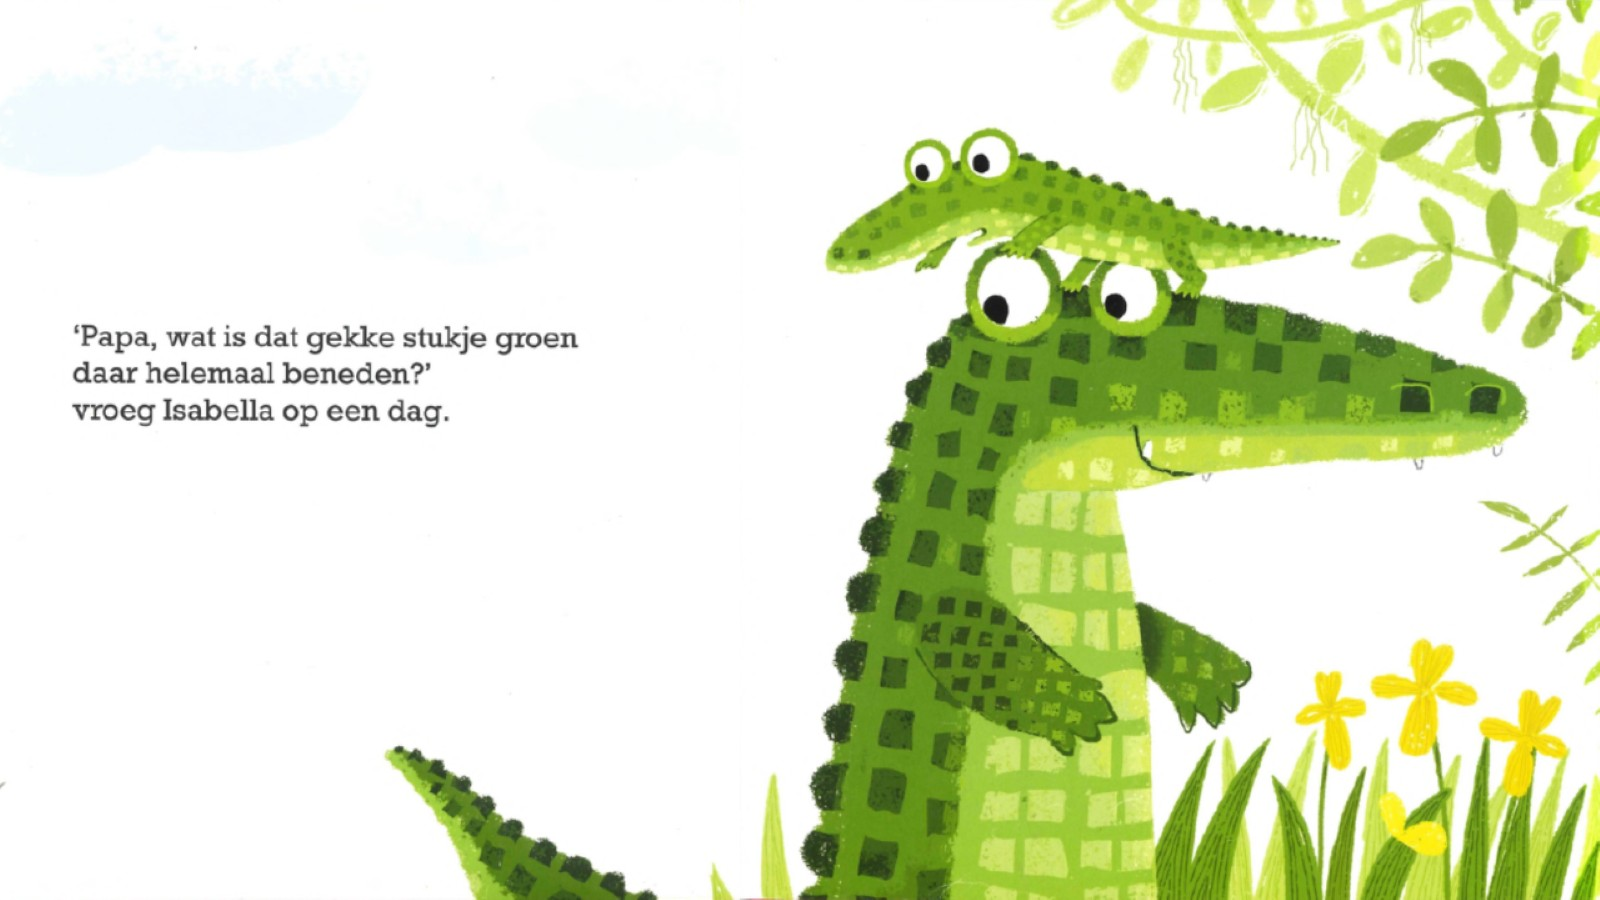 ‘Papa, wat is dat gekke stukje groen
daar helemaal beneden?’
vroeg Isabella op een dag.